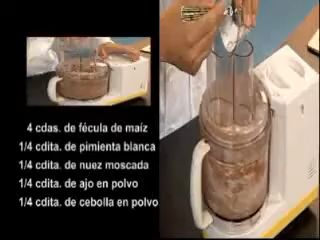 4 cdas. de fécula de maíz
1/4 cdita. de pimienta blanca
1/4 cdita. de nuez moscada
1/4 cdita. de ajo en polvo
1/4 cdita. de cebolla en polvo